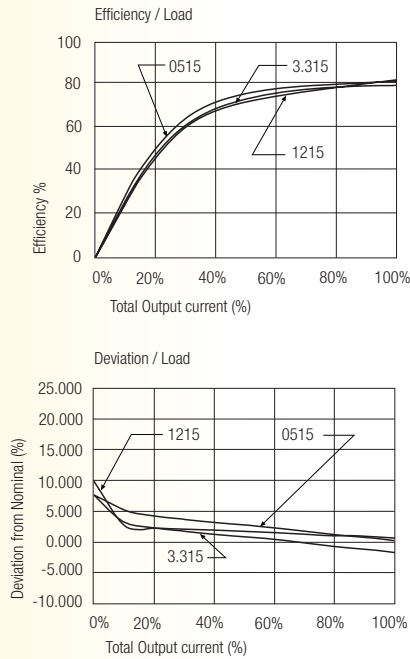 Efficiency / Load
100
80
60
40
20
0
Efficiency %
0515
3.315
1215
0% 20% 40% 60% 80% 100%
Total Output current (%)
Deviation / Load
25.000
20.000
15.000
10.000
5.000
0.000
-5.000
-10.000
Deviation from Nominal (%)
1215
0515
3.315
0% 20% 40% 60% 80% 100%
Total Output current (%)